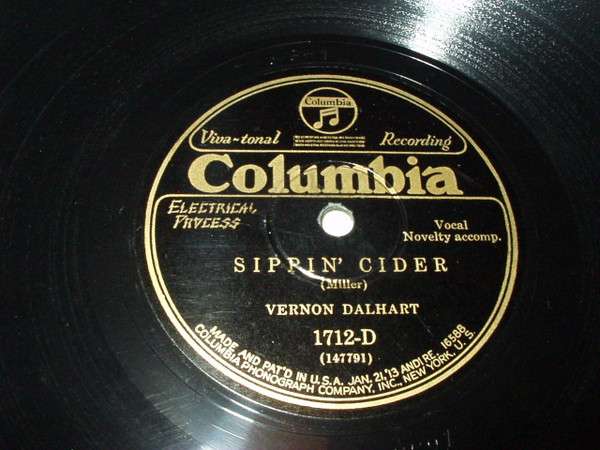 Columbia
Viva-tonal Recording
Columbia
ELECTRICAL
PROCESS
Vocal
Novelty accomp.
SIPPIN' CIDER
(Miller)
VERNON DALHART
1712-D
(147791)
MADE AND PAT'D IN U.S.A. JAN. 21, '13 AND RE. 16588
COLUMBIA PHONOGRAPH COMPANY, INC., NEW YORK, U. S.